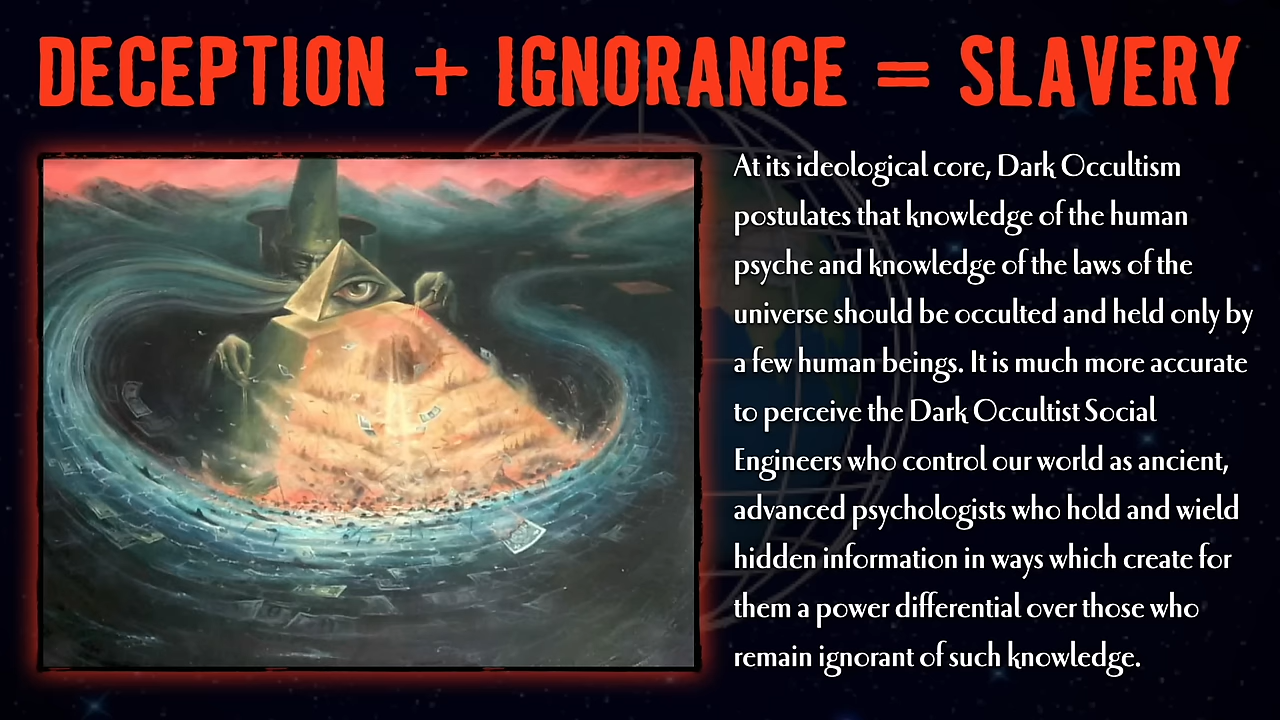 DECEPTION + IGNORANCE = SLAVERY
At its ideological core, Dark Occultism
postulates that knowledge of the human
psyche and knowledge of the laws of the
universe should be occulted and held only by
a few human beings. It is much more accurate
to perceive the Dark Occultist Social
Engineers who control our world as ancient,
advanced psychologists who hold and wield
hidden information in ways which create for
them a power differential over those who
remain ignorant of such knowledge.